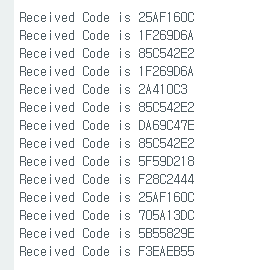 Received Code is 25AF160C
Received Code is 1F269D6A
Received Code is 85C542E2
Received Code is 1F269D6A
Received Code is 2A410C3
Received Code is 85C542E2
Received Code is DA69C47E
Received Code is 85C542E2
Received Code is 5F59D218
Received Code is F28C2444
Received Code is 25AF160C
Received Code is 705A13DC
Received Code is 5B55829E
Received Code is F3EAEB55